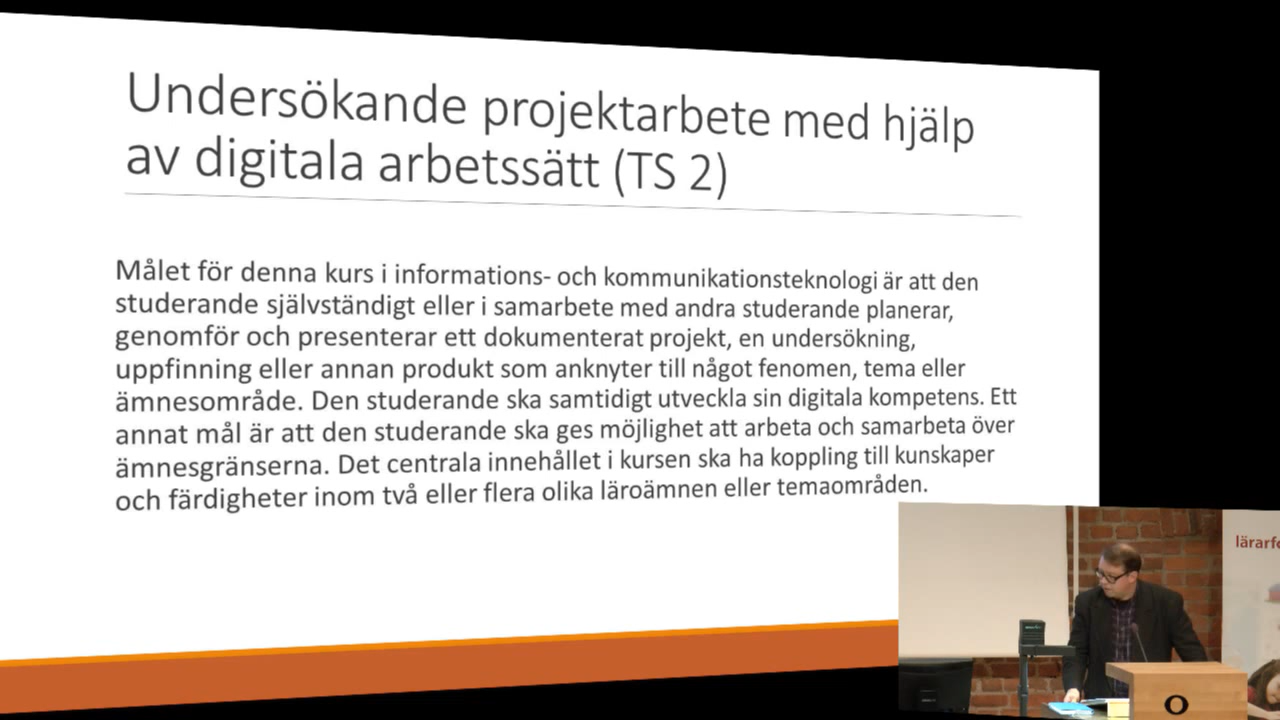 Undersökande projektarbete med hjälp
av digitala arbetssätt (TS 2)
Målet för denna kurs i informations- och kommunikationsteknologi är att den
studerande självständigt eller i samarbete med andra studerande planerar,
genomför och presenterar ett dokumenterat projekt, en undersökning,
uppfinning eller annan produkt som anknyter till något fenomen, tema eller
ämnesområde. Den studerande ska samtidigt utveckla sin digitala kompetens. Ett
annat mål är att den studerande ska ges möjlighet att arbeta och samarbeta över
ämnesgränserna. Det centrala innehållet i kursen ska ha koppling till kunskaper
och färdigheter inom två eller flera olika läroämnen eller temaområden.